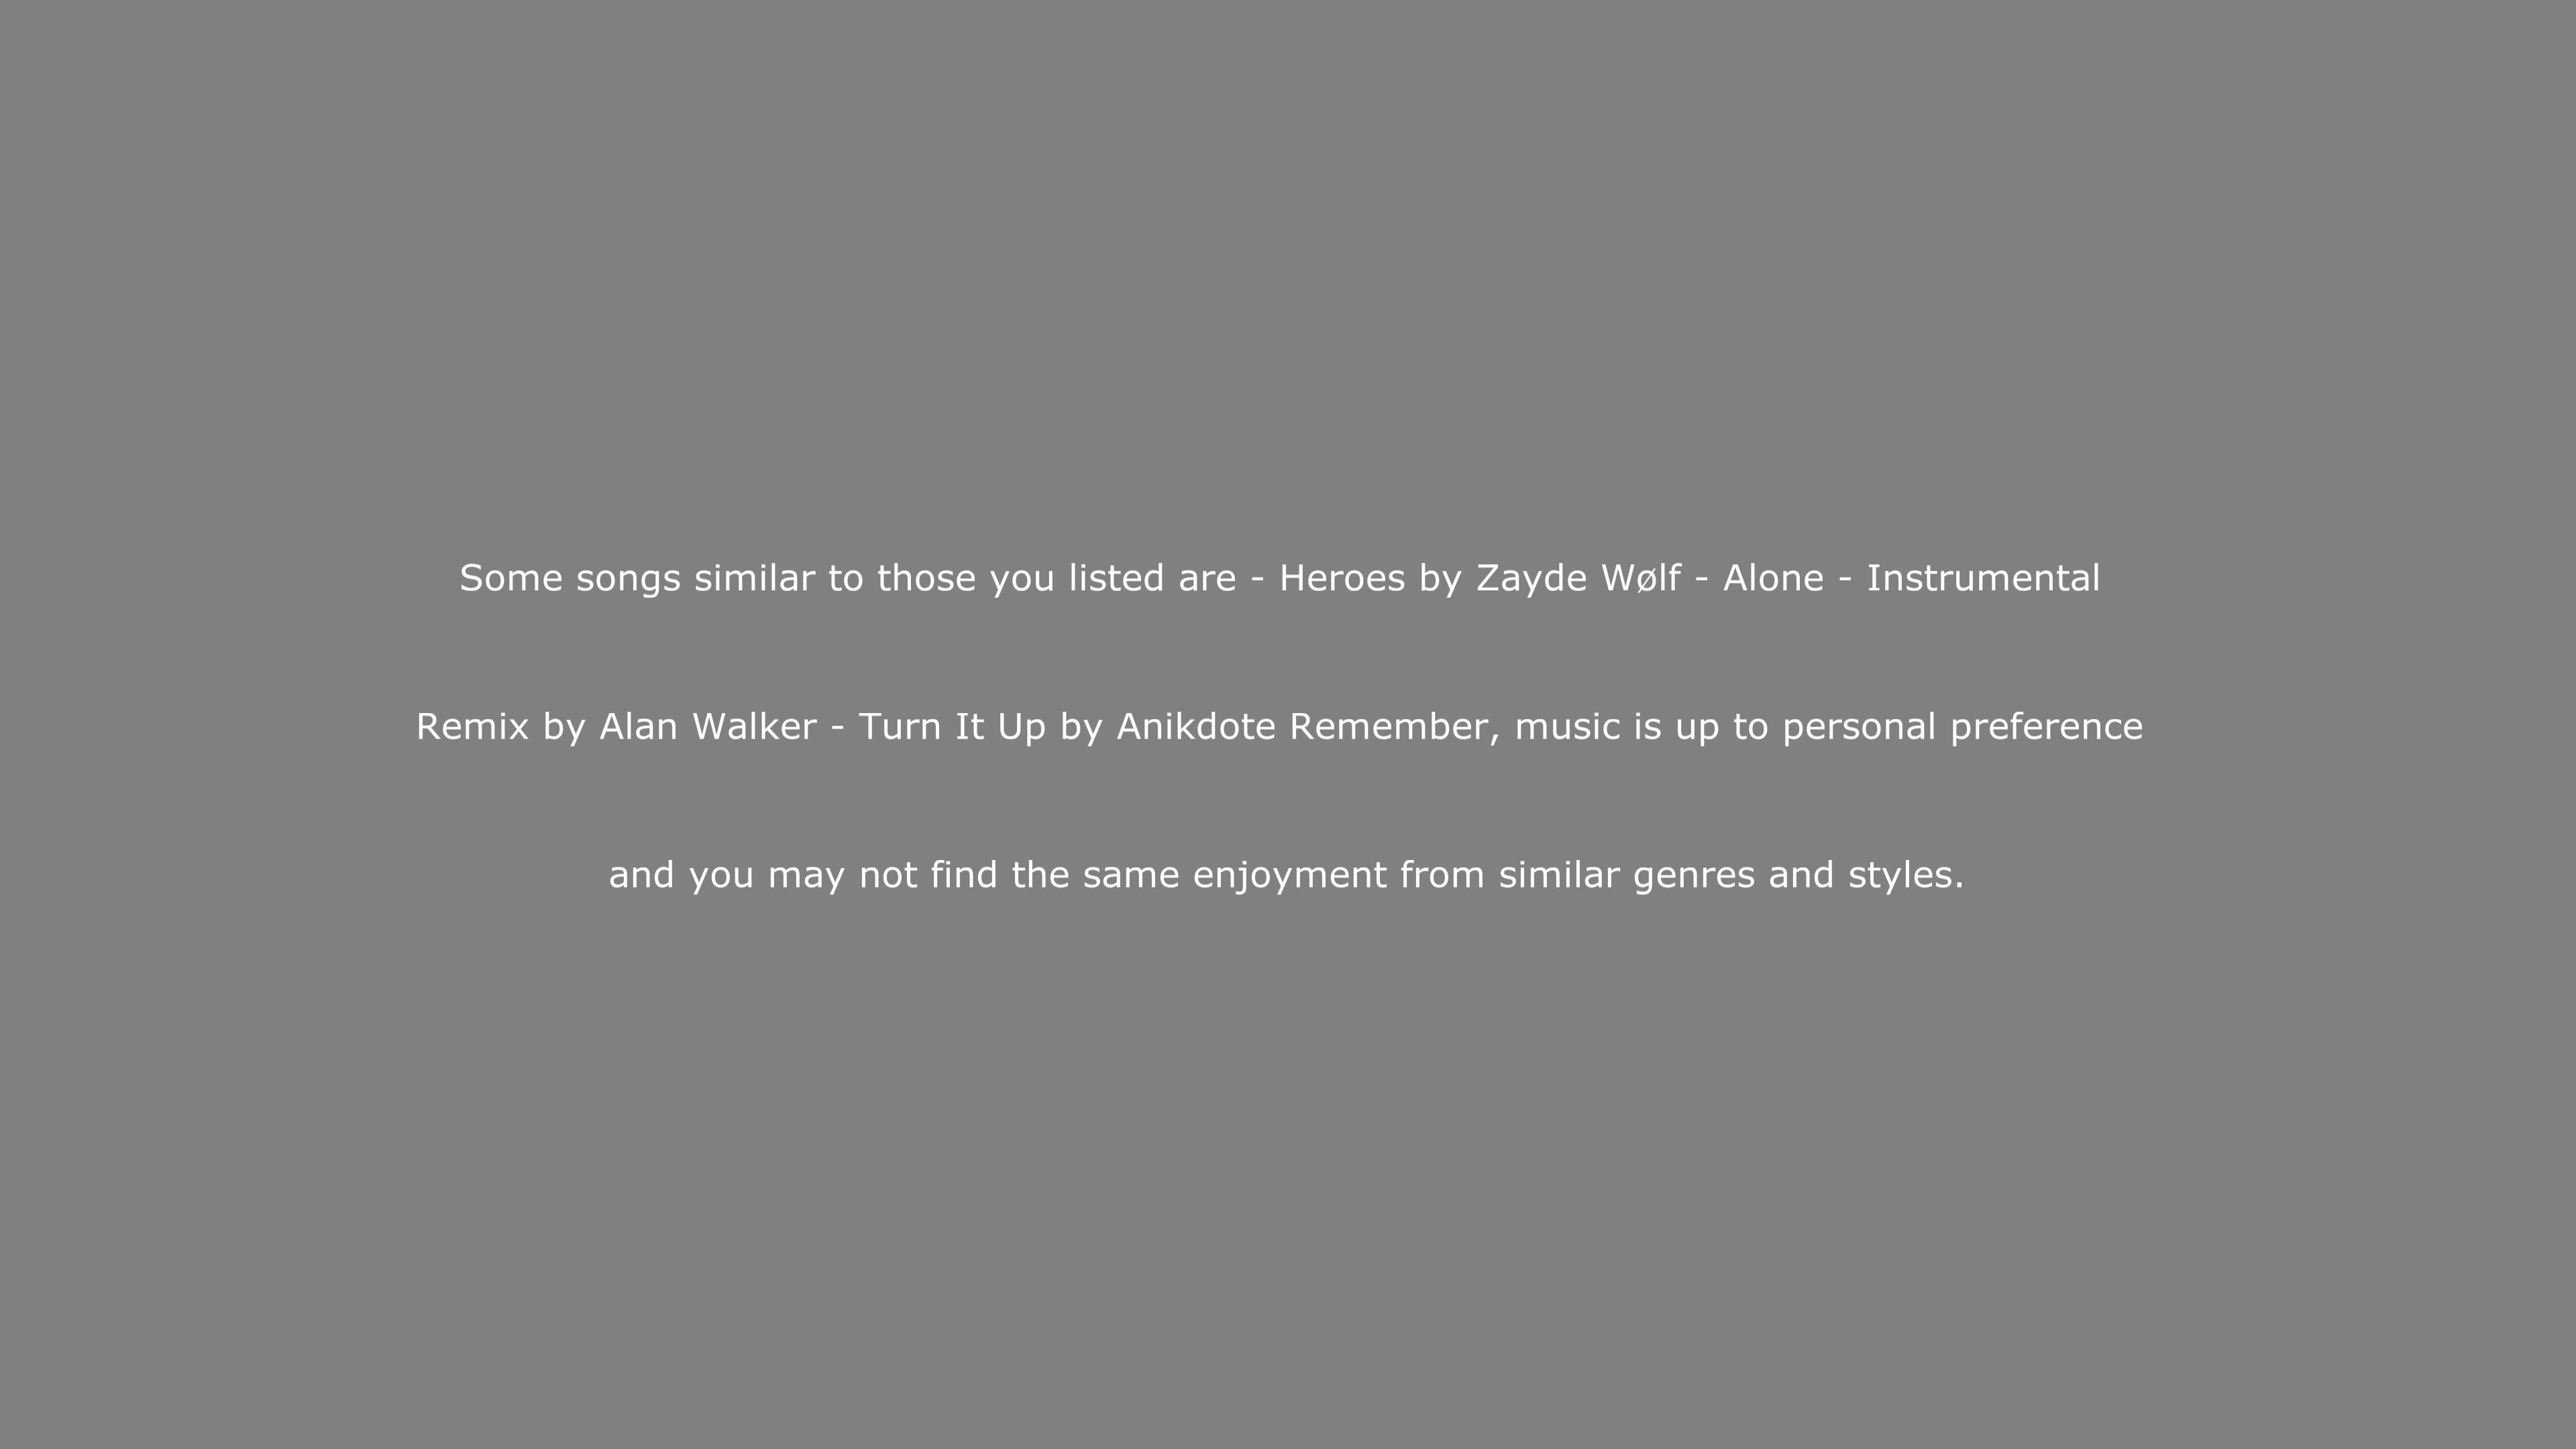 Some songs similar to those you listed are - Heroes by Zayde Wølf - Alone - Instrumental
Remix by Alan Walker - Turn It Up by Anikdote Remember, music is up to personal preference
and you may not find the same enjoyment from similar genres and styles.